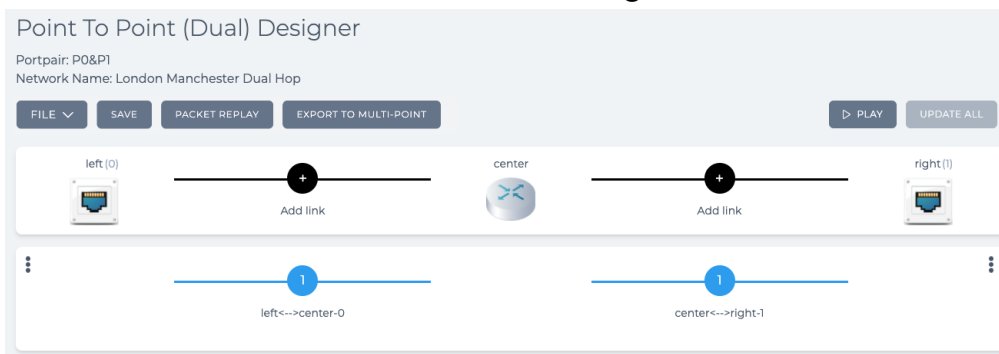 Point To Point (Dual) Designer
Portpair: P0&P1
Network Name: London Manchester Dual Hop
FILE SAVE PACKET REPLAY EXPORT TO MULTI-POINT PLAY UPDATE ALL
left (0) center right (1)
+ +
Add link Add link
1 1
left<-->center-0 center<-->right-1